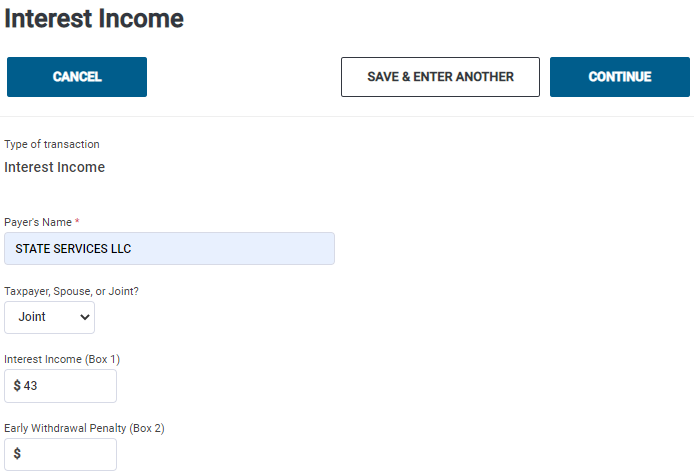 Interest Income
CANCEL
SAVE & ENTER ANOTHER
CONTINUE
Type of transaction
Interest Income
Payer's Name *
STATE SERVICES LLC
Taxpayer, Spouse, or Joint?
Joint
Interest Income (Box 1)
$ 43
Early Withdrawal Penalty (Box 2)
$